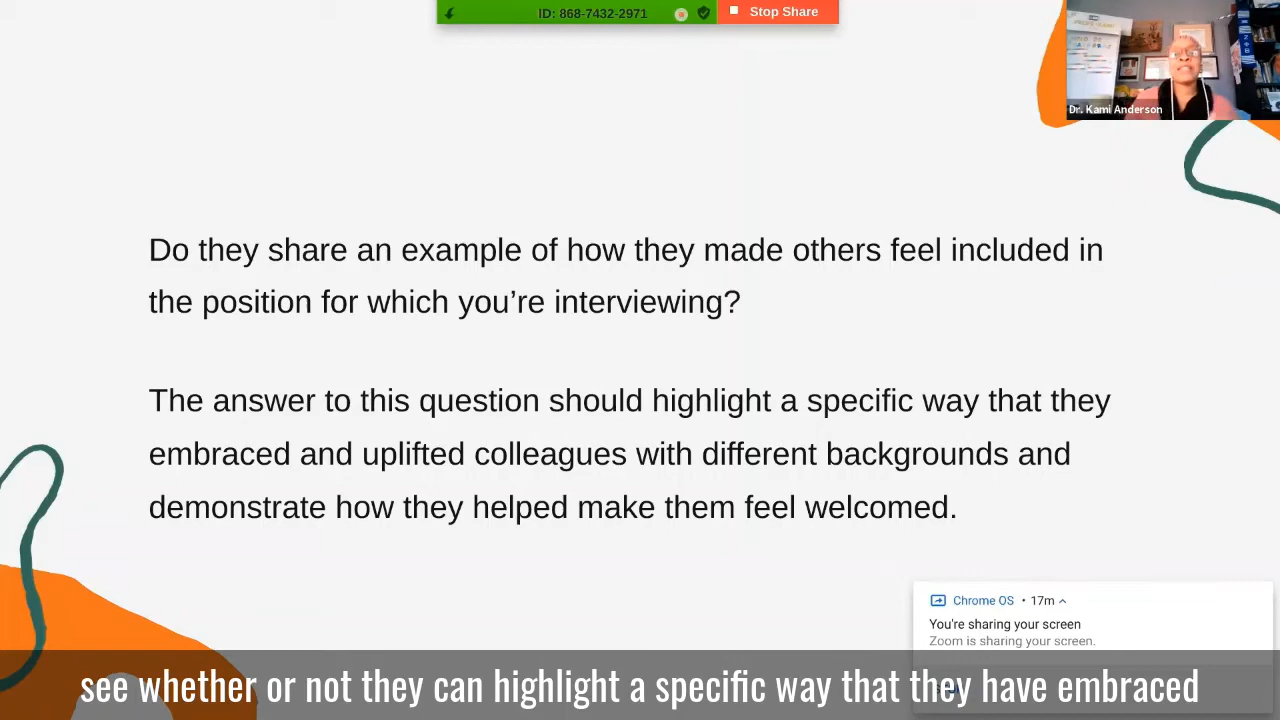 ID: 868-7432-2971
Stop Share
Dr. Kami Anderson
Do they share an example of how they made others feel included in
the position for which you’re interviewing?
The answer to this question should highlight a specific way that they
embraced and uplifted colleagues with different backgrounds and
demonstrate how they helped make them feel welcomed.
Chrome OS • 17m
You're sharing your screen
Zoom is sharing your screen.
see whether or not they can highlight a specific way that they have embraced